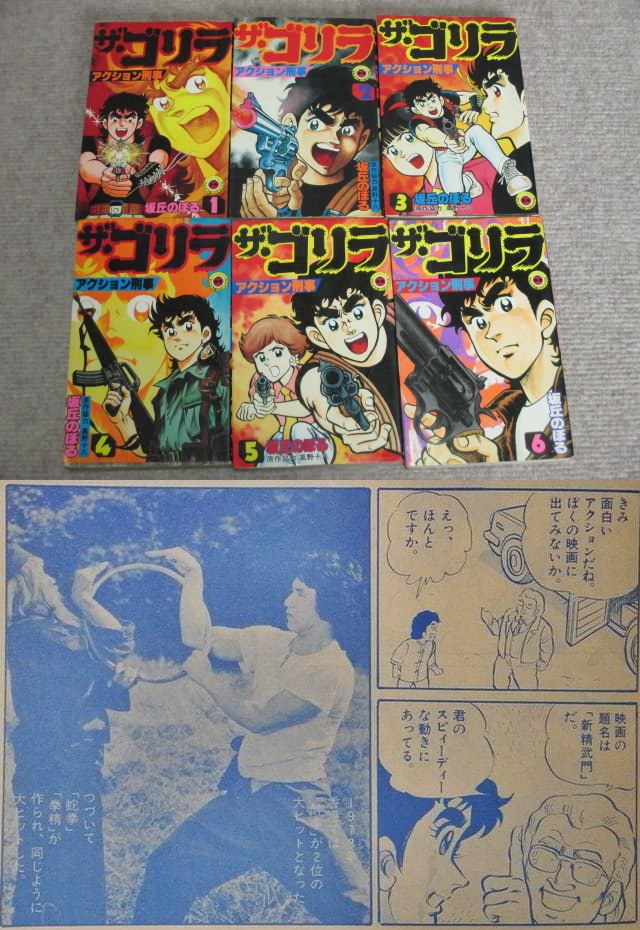 ザ・ゴリラ
アクション刑事
坂丘のぼる
1
ザ・ゴリラ
アクション刑事
2
坂丘のぼる
ザ・ゴリラ
アクション刑事
3
坂丘のぼる
ザ・ゴリラ
アクション刑事
坂丘のぼる
4
ザ・ゴリラ
アクション刑事
5
坂丘のぼる
ザ・ゴリラ
アクション刑事
坂丘のぼる
6
きみ
面白い
アクションだね。
ぼくの映画に
出てみないか。
えっ、
ほんと
ですか。
映画の
題名は
「新精武門」
だ。
君の
スピィーディー
な動きに
あってる。
が2位の
大ヒットとなった
つづいて
「蛇拳」
「拳精」が
作られ、同じように
大ヒットした。